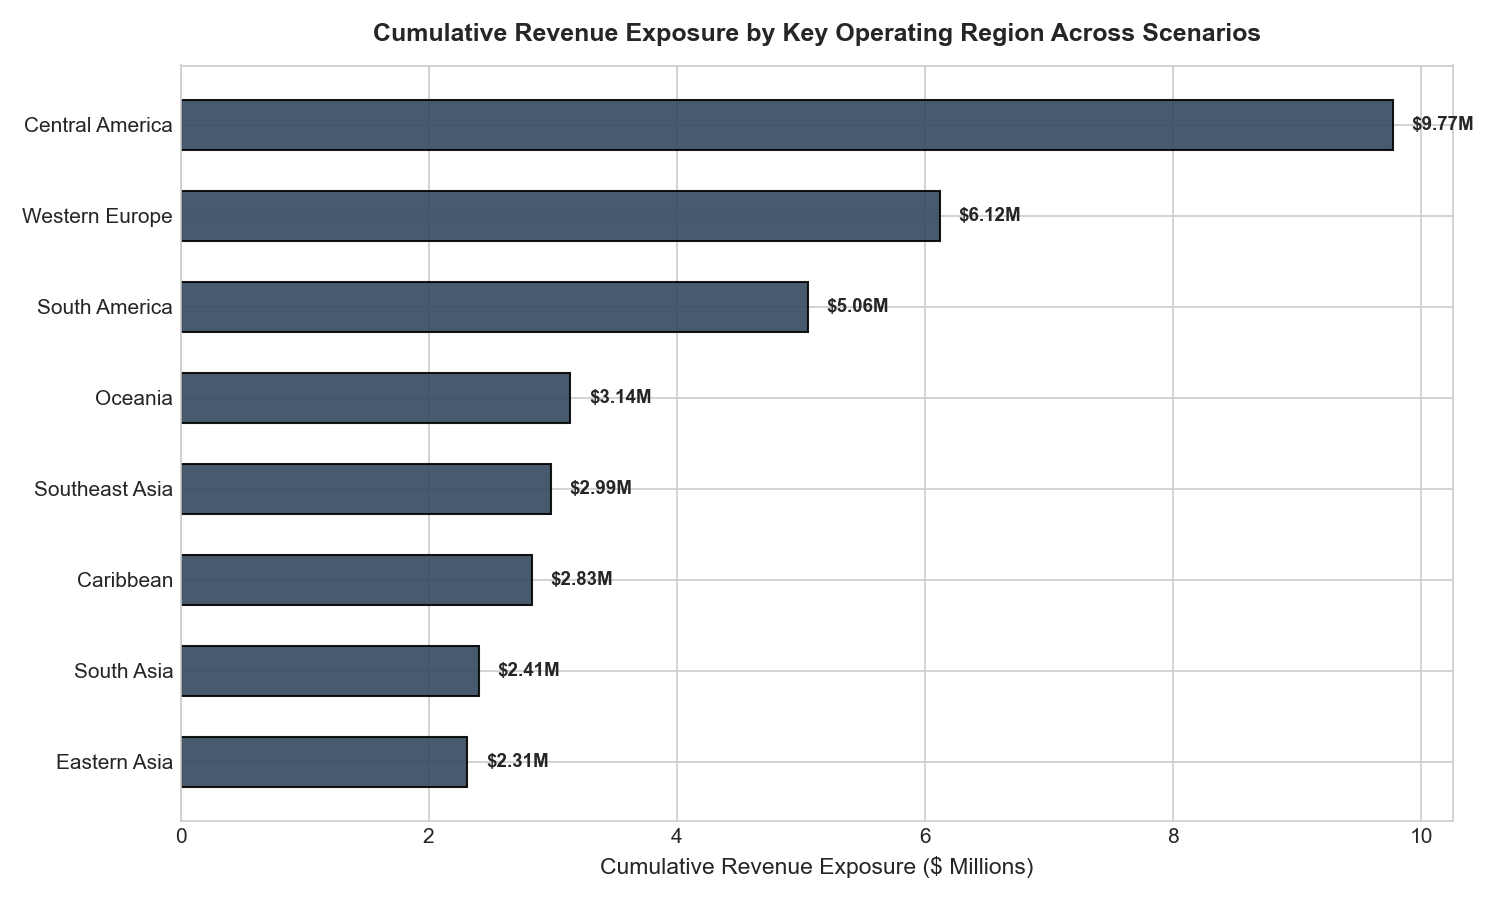 Cumulative Revenue Exposure by Key Operating Region Across Scenarios
Central America $9.77M
Western Europe $6.12M
South America $5.06M
Oceania $3.14M
Southeast Asia $2.99M
Caribbean $2.83M
South Asia $2.41M
Eastern Asia $2.31M
0 2 4 6 8 10
Cumulative Revenue Exposure ($ Millions)